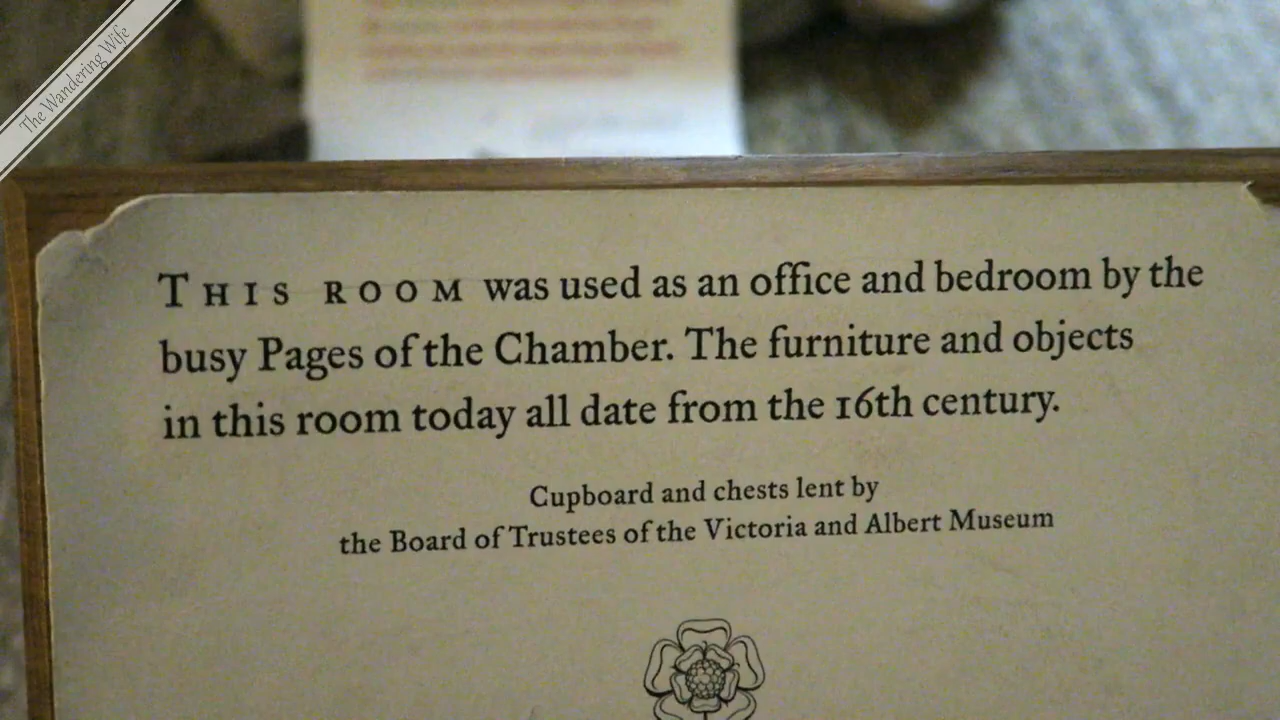 The Wandering Wife
THIS ROOM was used as an office and bedroom by the
busy Pages of the Chamber. The furniture and objects
in this room today all date from the 16th century.
Cupboard and chests lent by
the Board of Trustees of the Victoria and Albert Museum